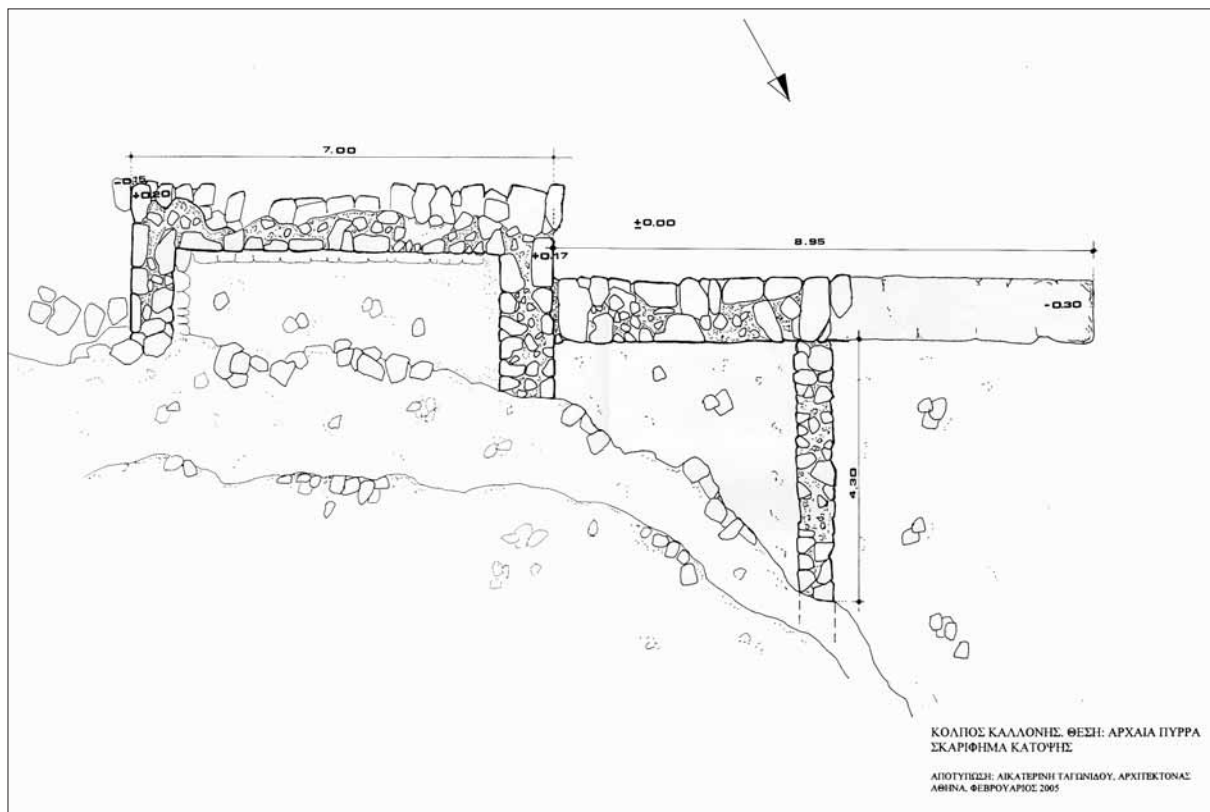 7.00
-0.15
+0.20
±0.00
8.95
+0.17
-0.30
4.30
ΚΟΛΠΟΣ ΚΑΛΛΟΝΗΣ. ΘΕΣΗ: ΑΡΧΑΙΑ ΠΥΡΡΑ
ΣΚΑΡΙΦΗΜΑ ΚΑΤΟΨΗΣ
ΑΠΟΤΥΠΩΣΗ: ΑΙΚΑΤΕΡΙΝΗ ΤΑΓΩΝΙΔΟΥ, ΑΡΧΙΤΕΚΤΟΝΑΣ
ΑΘΗΝΑ, ΦΕΒΡΟΥΑΡΙΟΣ 2005